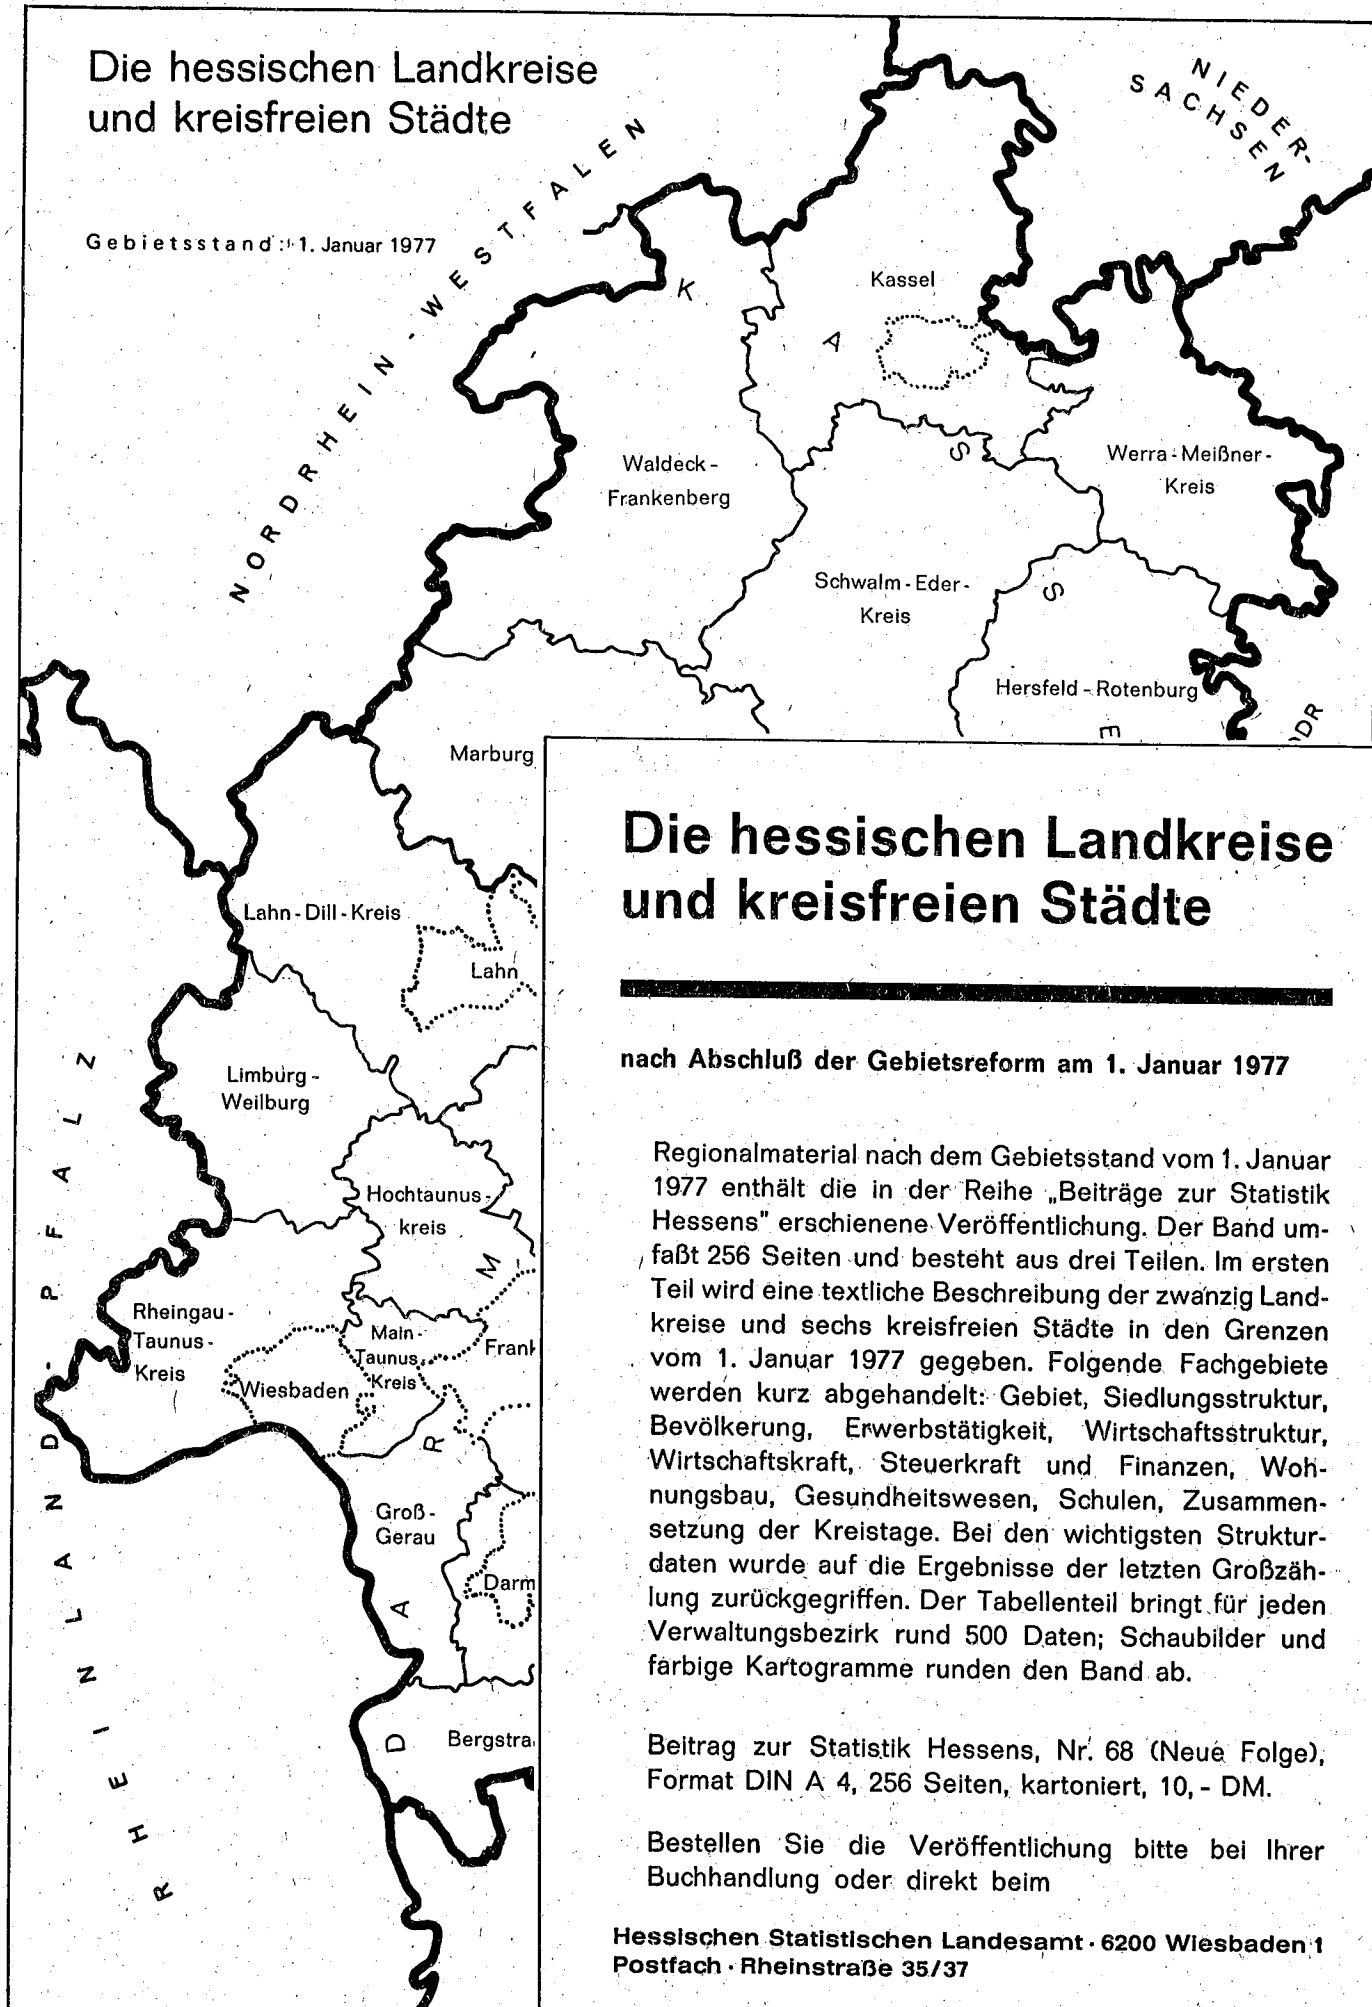 Die hessischen Landkreise
und kreisfreien Städte
Gebietsstand: 1. Januar 1977
NORDRHEIN - WESTFALEN
NIEDER-
SACHSEN
K
Kassel
A
S
Waldeck -
Frankenberg
Werra - Meißner -
Kreis
Schwalm - Eder -
Kreis
S
Hersfeld - Rotenburg
E
DDR
Marburg
Lahn - Dill - Kreis
Lahn
Limburg -
Weilburg
Hochtaunus -
kreis
M
Rheingau -
Taunus -
Kreis
Main -
Taunus
Kreis
Frank
Wiesbaden
R
Groß -
Gerau
Darm
A
D
Bergstra
RHEINLAND - PFALZ
Die hessischen Landkreise
und kreisfreien Städte
nach Abschluß der Gebietsreform am 1. Januar 1977
Regionalmaterial nach dem Gebietsstand vom 1. Januar
1977 enthält die in der Reihe „Beiträge zur Statistik
Hessens" erschienene Veröffentlichung. Der Band um-
faßt 256 Seiten und besteht aus drei Teilen. Im ersten
Teil wird eine textliche Beschreibung der zwanzig Land-
kreise und sechs kreisfreien Städte in den Grenzen
vom 1. Januar 1977 gegeben. Folgende Fachgebiete
werden kurz abgehandelt: Gebiet, Siedlungsstruktur,
Bevölkerung, Erwerbstätigkeit, Wirtschaftsstruktur,
Wirtschaftskraft, Steuerkraft und Finanzen, Woh-
nungsbau, Gesundheitswesen, Schulen, Zusammen-
setzung der Kreistage. Bei den wichtigsten Struktur-
daten wurde auf die Ergebnisse der letzten Großzäh-
lung zurückgegriffen. Der Tabellenteil bringt für jeden
Verwaltungsbezirk rund 500 Daten; Schaubilder und
farbige Kartogramme runden den Band ab.
Beitrag zur Statistik Hessens, Nr. 68 (Neue Folge),
Format DIN A 4, 256 Seiten, kartoniert, 10,- DM.
Bestellen Sie die Veröffentlichung bitte bei Ihrer
Buchhandlung oder direkt beim
Hessischen Statistischen Landesamt · 6200 Wiesbaden 1
Postfach · Rheinstraße 35/37